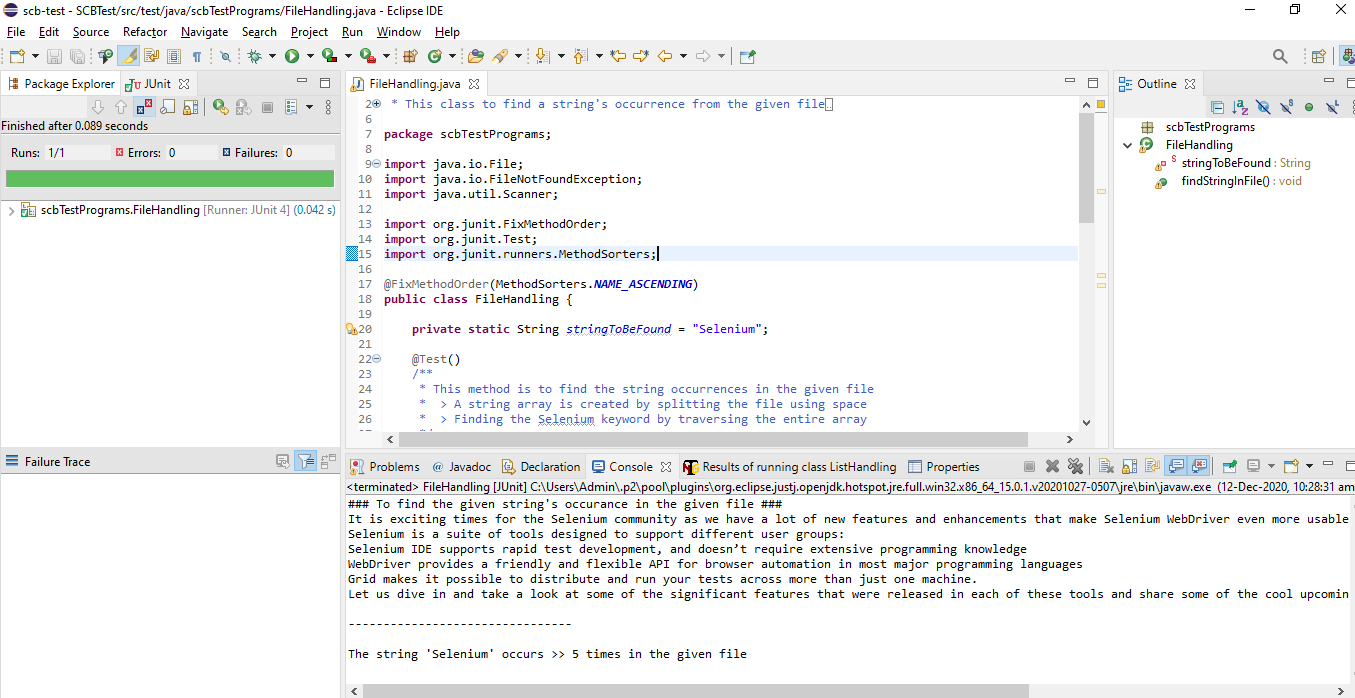 scb-test - SCBTest/src/test/java/scbTestPrograms/FileHandling.java - Eclipse IDE
File Edit Source Refactor Navigate Search Project Run Window Help
Package Explorer JUnit
Finished after 0.089 seconds
Runs: 1/1 Errors: 0 Failures: 0
scbTestPrograms.FileHandling [Runner: JUnit 4] (0.042 s)
Failure Trace
FileHandling.java
2 * This class to find a string's occurrence from the given file
6
7 package scbTestPrograms;
8
9 import java.io.File;
10 import java.io.FileNotFoundException;
11 import java.util.Scanner;
12
13 import org.junit.FixMethodOrder;
14 import org.junit.Test;
15 import org.junit.runners.MethodSorters;
16
17 @FixMethodOrder(MethodSorters.NAME_ASCENDING)
18 public class FileHandling {
19
20 private static String stringToBeFound = "Selenium";
21
22 @Test()
23 /**
24 * This method is to find the string occurrences in the given file
25 * > A string array is created by splitting the file using space
26 * > Finding the Selenium keyword by traversing the entire array
Outline
scbTestPrograms
FileHandling
stringToBeFound : String
findStringInFile() : void
Problems Javadoc Declaration Console Results of running class ListHandling Properties
<terminated> FileHandling [JUnit] C:\Users\Admin\.p2\pool\plugins\org.eclipse.justj.openjdk.hotspot.jre.full.win32.x86_64_15.0.1.v20201027-0507\jre\bin\javaw.exe (12-Dec-2020, 10:28:31 am
### To find the given string's occurance in the given file ###
It is exciting times for the Selenium community as we have a lot of new features and enhancements that make Selenium WebDriver even more usable
Selenium is a suite of tools designed to support different user groups:
Selenium IDE supports rapid test development, and doesn’t require extensive programming knowledge
WebDriver provides a friendly and flexible API for browser automation in most major programming languages
Grid makes it possible to distribute and run your tests across more than just one machine.
Let us dive in and take a look at some of the significant features that were released in each of these tools and share some of the cool upcomin
--------------------------------
The string 'Selenium' occurs >> 5 times in the given file